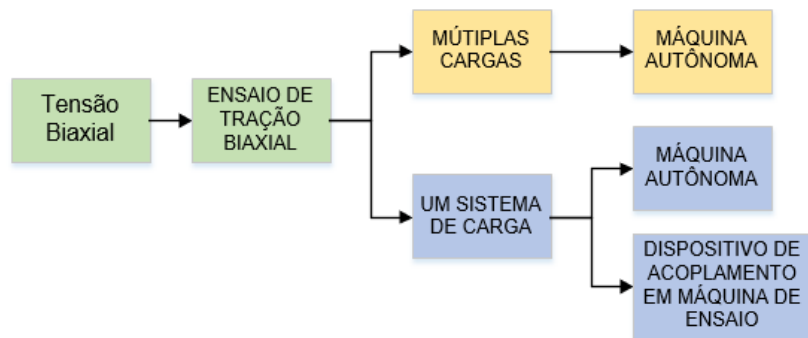 Tensão
Biaxial
ENSAIO DE
TRAÇÃO
BIAXIAL
MÚTIPLAS
CARGAS
MÁQUINA
AUTÔNOMA
UM SISTEMA
DE CARGA
MÁQUINA
AUTÔNOMA
DISPOSITIVO DE
ACOPLAMENTO
EM MÁQUINA DE
ENSAIO